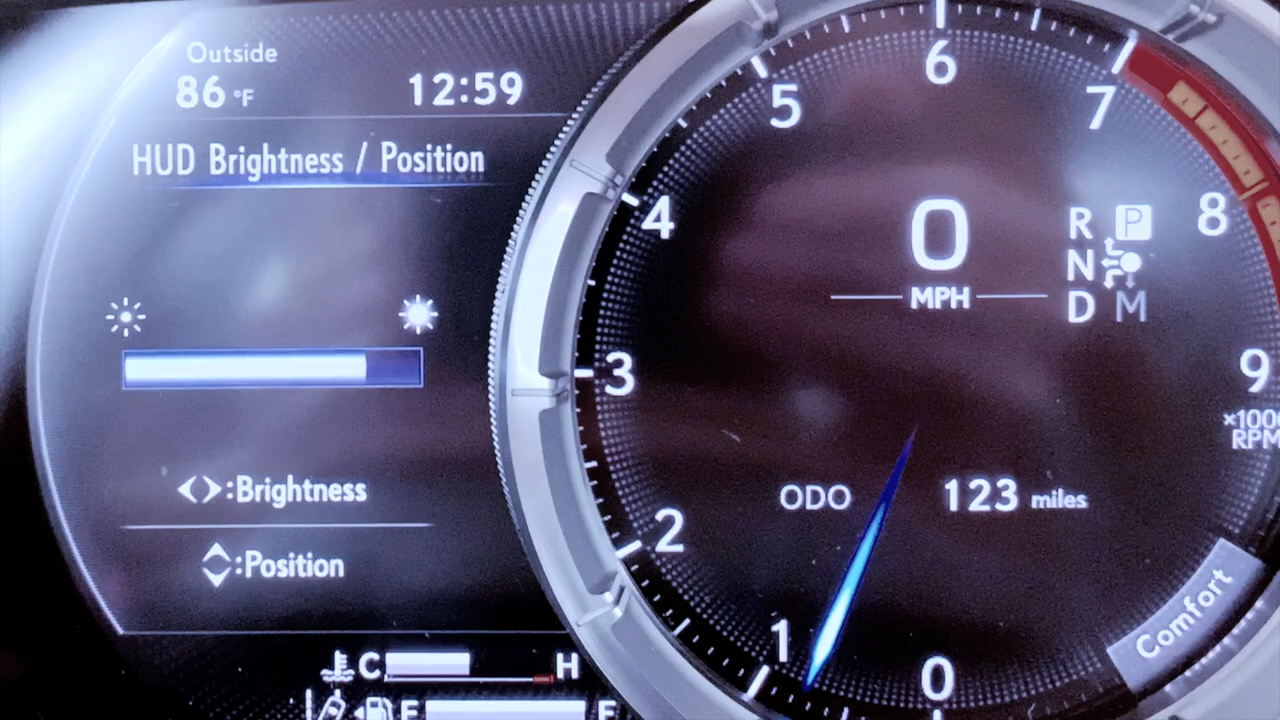 Outside
86 °F
12:59
HUD Brightness / Position
:Brightness
:Position
C
H
E
F
0
1
2
3
4
5
6
7
8
9
×1000
RPM
0
MPH
R P
N
D M
ODO 123 miles
Comfort